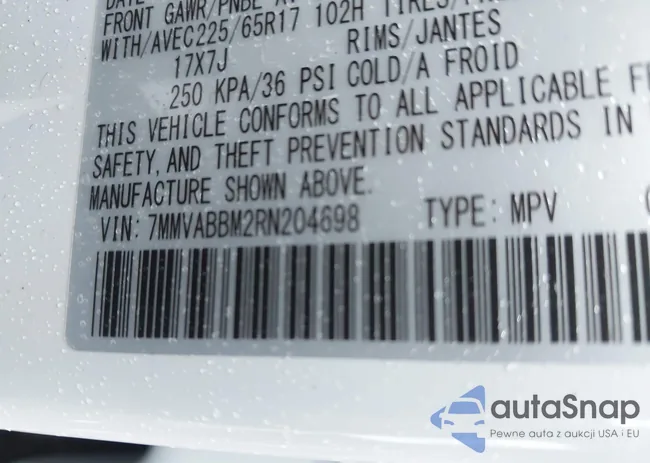 DATE
FRONT GAWR/PNBE
WITH/AVEC225/65R17 102H TIRES/
17X7J RIMS/JANTES
250 KPA/36 PSI COLD/A FROID
THIS VEHICLE CONFORMS TO ALL APPLICABLE
SAFETY, AND THEFT PREVENTION STANDARDS IN
MANUFACTURE SHOWN ABOVE.
VIN: 7MMVABBM2RN204698 TYPE: MPV
autaSnap
Pewne auta z aukcji USA i EU